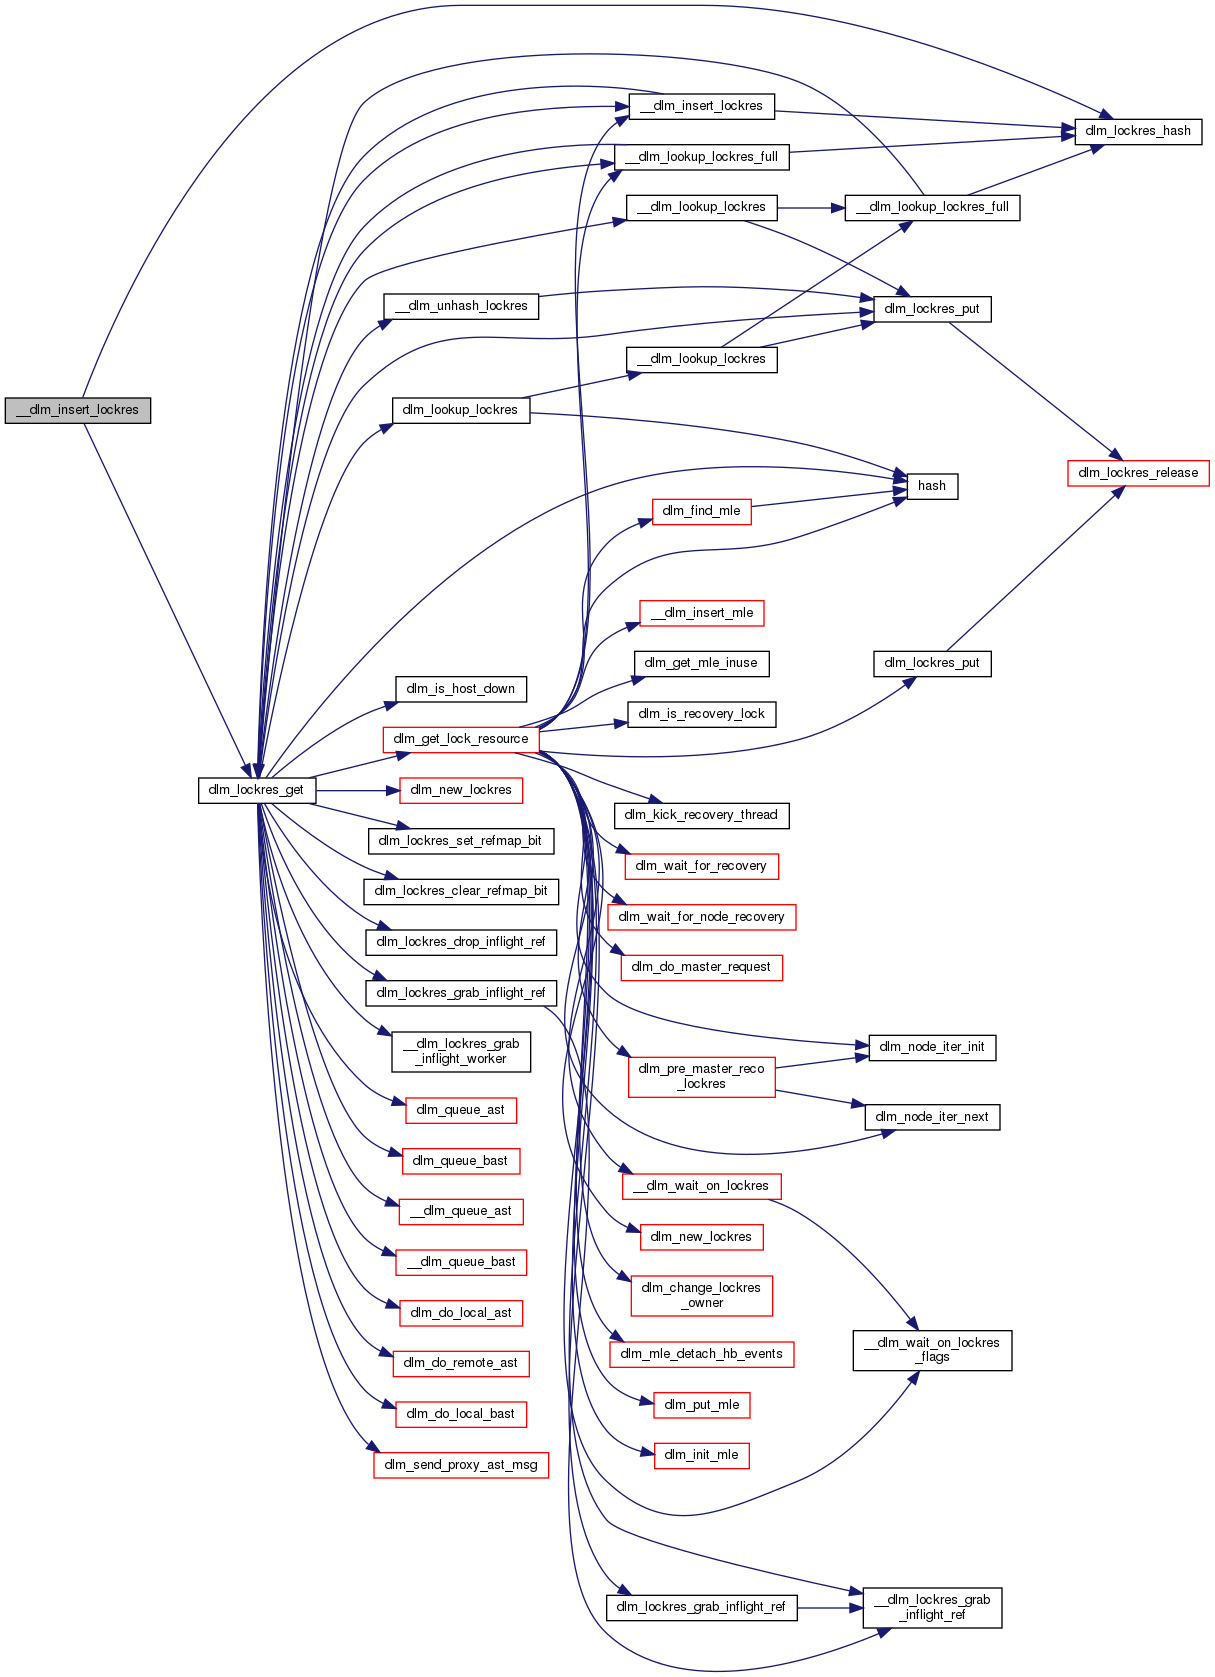 __dlm_insert_lockres
dlm_lockres_hash
__dlm_lookup_lockres_full
__dlm_lookup_lockres
__dlm_lookup_lockres_full
__dlm_unhash_lockres
dlm_lockres_put
__dlm_lookup_lockres
__dlm_insert_lockres
dlm_lookup_lockres
dlm_lockres_release
hash
dlm_find_mle
__dlm_insert_mle
dlm_get_mle_inuse
dlm_lockres_put
dlm_is_host_down
dlm_is_recovery_lock
dlm_get_lock_resource
dlm_lockres_get
dlm_new_lockres
dlm_kick_recovery_thread
dlm_lockres_set_refmap_bit
dlm_wait_for_recovery
dlm_lockres_clear_refmap_bit
dlm_wait_for_node_recovery
dlm_lockres_drop_inflight_ref
dlm_do_master_request
dlm_lockres_grab_inflight_ref
__dlm_lockres_grab
_inflight_worker
dlm_node_iter_init
dlm_pre_master_reco
_lockres
dlm_queue_ast
dlm_node_iter_next
dlm_queue_bast
__dlm_wait_on_lockres
__dlm_queue_ast
dlm_new_lockres
__dlm_queue_bast
dlm_change_lockres
_owner
dlm_do_local_ast
dlm_mle_detach_hb_events
__dlm_wait_on_lockres
_flags
dlm_do_remote_ast
dlm_put_mle
dlm_do_local_bast
dlm_init_mle
dlm_send_proxy_ast_msg
dlm_lockres_grab_inflight_ref
__dlm_lockres_grab
_inflight_ref